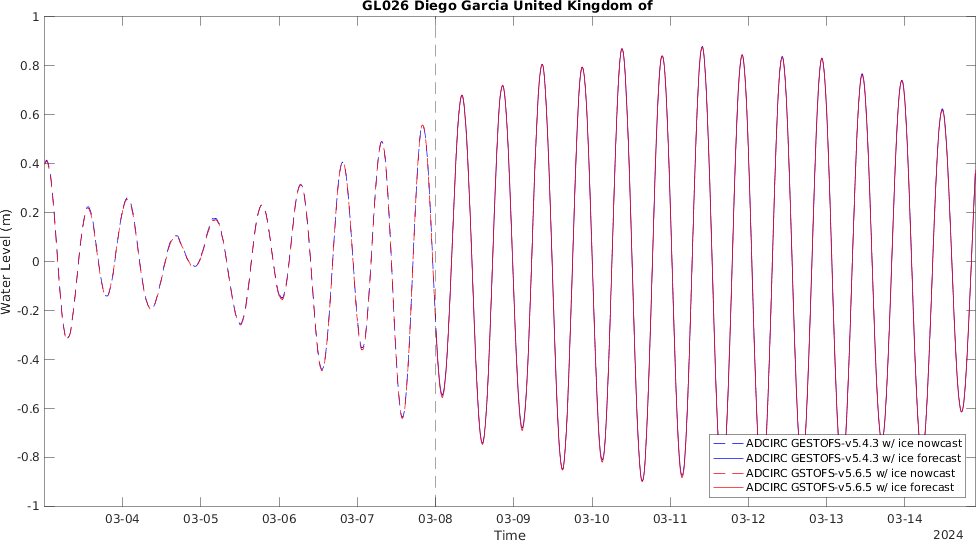 GL026 Diego Garcia United Kingdom of
1
0.8
0.6
0.4
0.2
0
-0.2
-0.4
-0.6
-0.8
-1
Water Level (m)
03-04 03-05 03-06 03-07 03-08 03-09 03-10 03-11 03-12 03-13 03-14
Time
2024
ADCIRC GESTOFS-v5.4.3 w/ ice nowcast
ADCIRC GESTOFS-v5.4.3 w/ ice forecast
ADCIRC GSTOFS-v5.6.5 w/ ice nowcast
ADCIRC GSTOFS-v5.6.5 w/ ice forecast